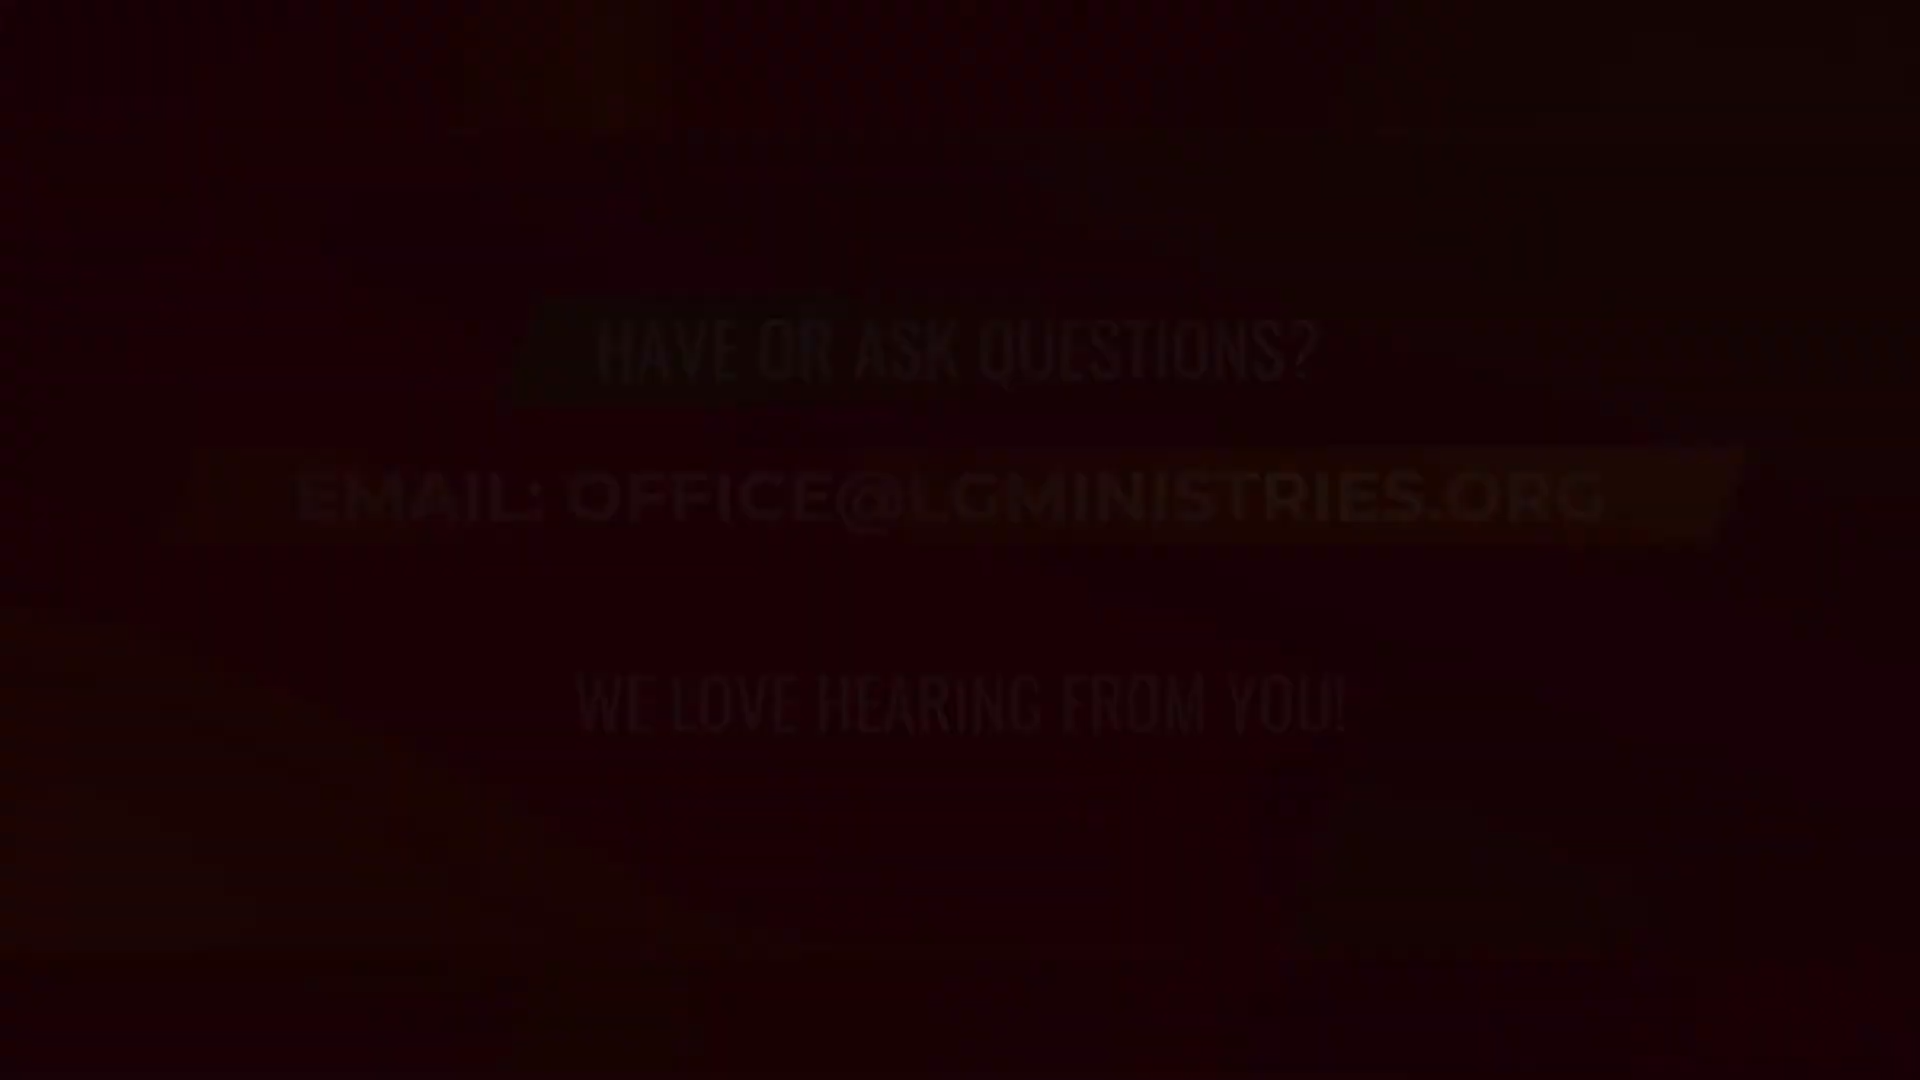 HAVE OR ASK QUESTIONS?
EMAIL: OFFICE@LGMINISTRIES.ORG
WE LOVE HEARING FROM YOU!